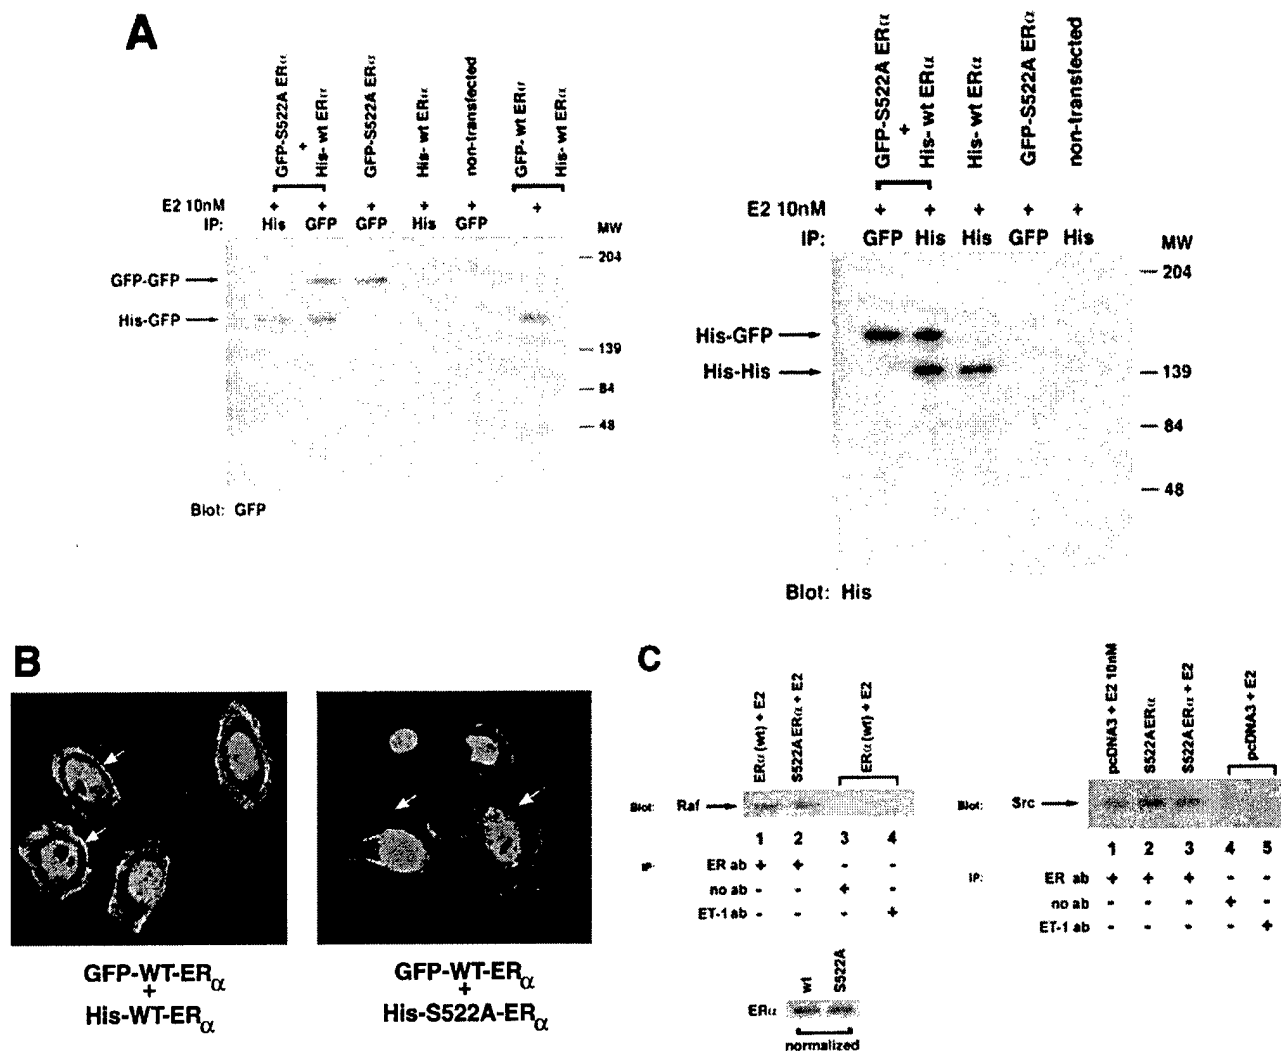 A
GFP-S522A ERα
+
His- wt ERα
GFP-S522A ERα
His- wt ERα
non-transfected
GFP- wt ERα
His- wt ERα
E2 10nM + + + + + +
IP: His GFP GFP His GFP
MW
204
GFP-GFP
His-GFP
139
84
48
Blot: GFP
GFP-S522A ERα
+
His- wt ERα
His- wt ERα
GFP-S522A ERα
non-transfected
E2 10nM + + + + +
IP: GFP His His GFP His
MW
204
His-GFP
His-His
139
84
48
Blot: His
B
GFP-WT-ERα
+
His-WT-ERα
GFP-WT-ERα
+
His-S522A-ERα
C
ERα (wt) + E2
S522A ERα + E2
ERα (wt) + E2
Blot: Raf
1 2 3 4
IP: ER ab + + - -
no ab - - + -
ET-1 ab - - - +
wt
S522A
ERα
normalized
pcDNA3 + E2 10nM
S522A ERα
S522A ERα + E2
pcDNA3 + E2
Blot: Src
1 2 3 4 5
IP: ER ab + + + - -
no ab - - - + -
ET-1 ab - - - - +